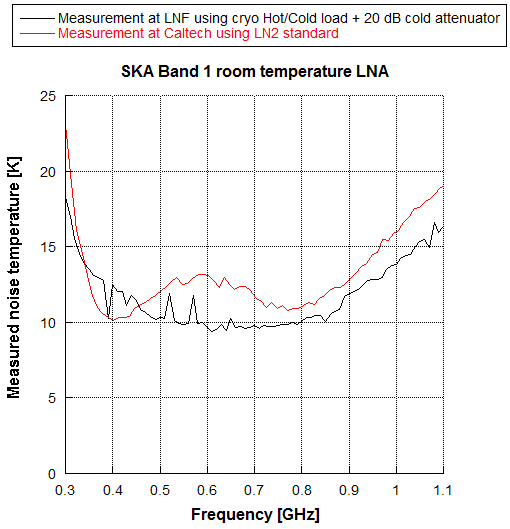 Measurement at LNF using cryo Hot/Cold load + 20 dB cold attenuator
Measurement at Caltech using LN2 standard
SKA Band 1 room temperature LNA
Measured noise temperature [K]
25
20
15
10
5
0
0.3 0.4 0.5 0.6 0.7 0.8 0.9 1 1.1
Frequency [GHz]